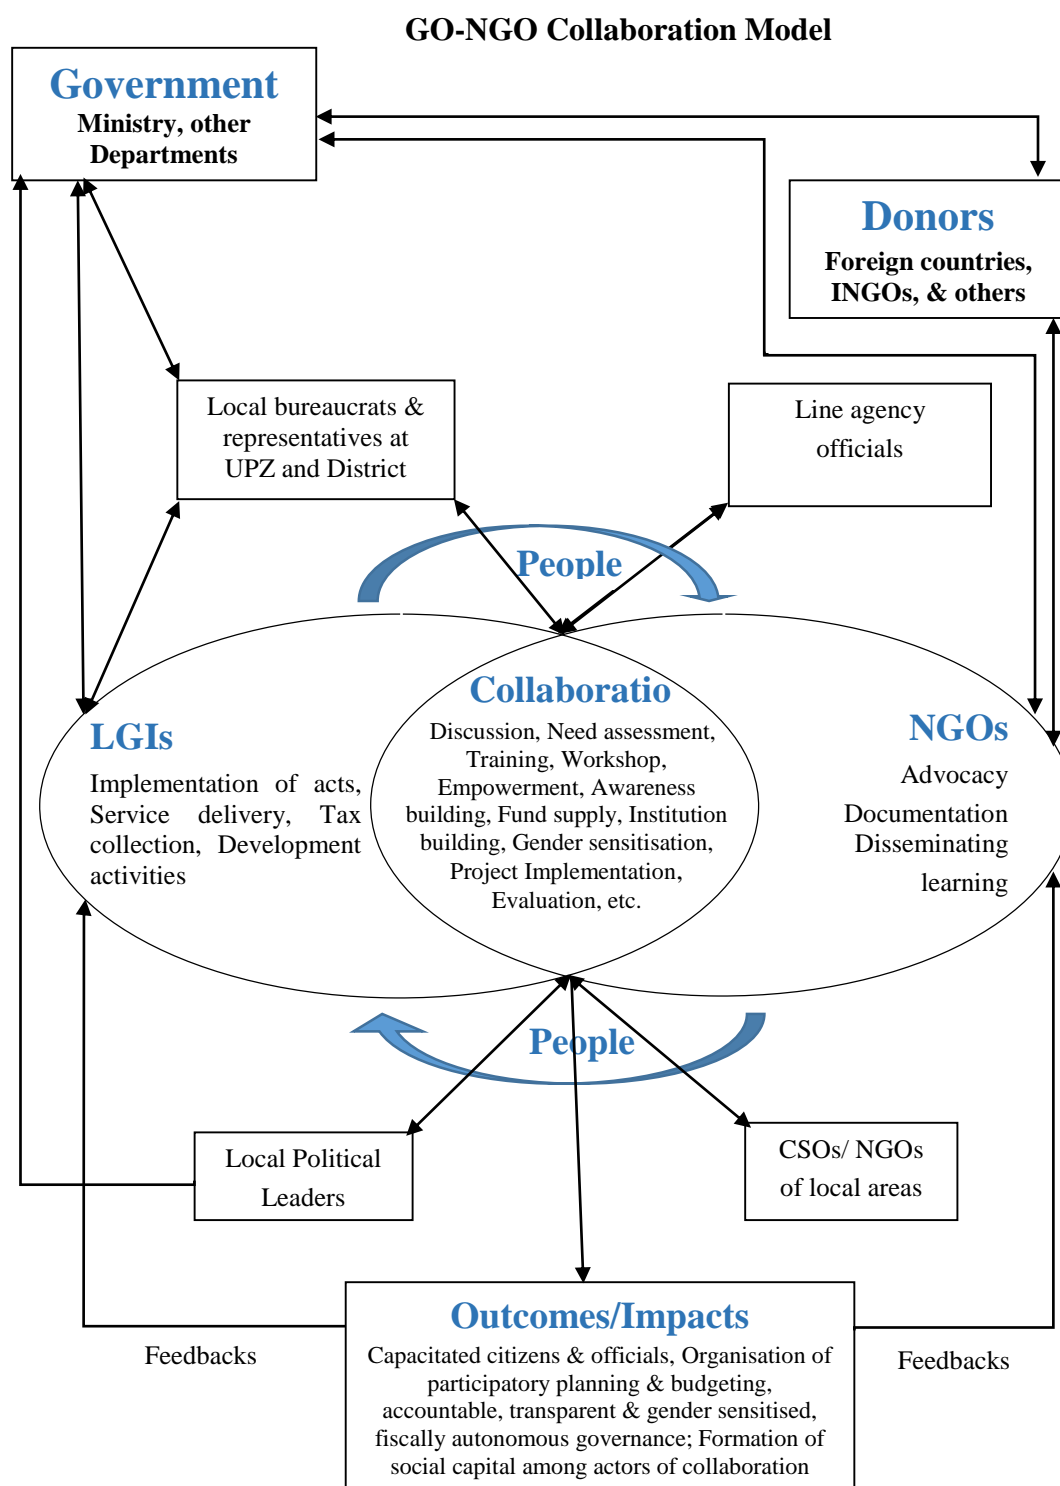 GO-NGO Collaboration Model
Government
Ministry, other
Departments
Donors
Foreign countries,
INGOs, & others
Local bureaucrats &
representatives at
UPZ and District
Line agency
officials
People
LGIs
Implementation of acts,
Service delivery, Tax
collection, Development
activities
Collaboratio
Discussion, Need assessment,
Training, Workshop,
Empowerment, Awareness
building, Fund supply, Institution
building, Gender sensitisation,
Project Implementation,
Evaluation, etc.
NGOs
Advocacy
Documentation
Disseminating
learning
People
Local Political
Leaders
CSOs/ NGOs
of local areas
Feedbacks
Outcomes/Impacts
Capacitated citizens & officials, Organisation of
participatory planning & budgeting,
accountable, transparent & gender sensitised,
fiscally autonomous governance; Formation of
social capital among actors of collaboration
Feedbacks